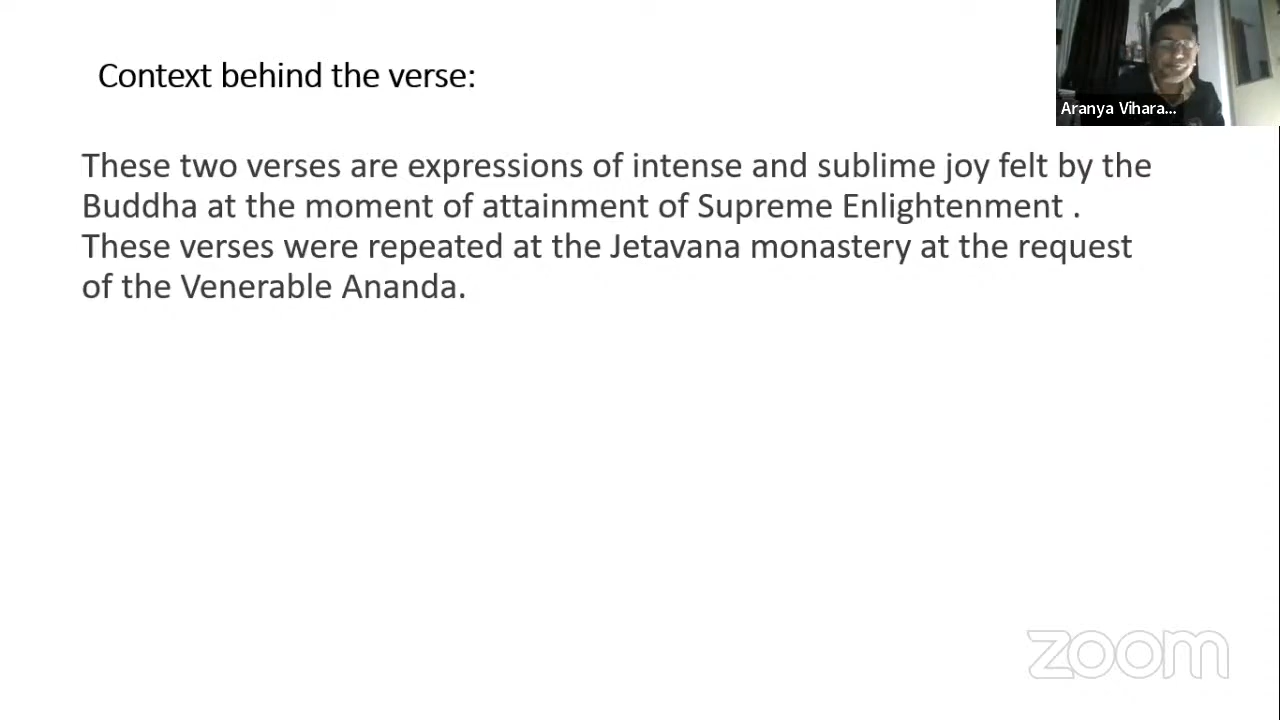 Context behind the verse:
Aranya Vihara...
These two verses are expressions of intense and sublime joy felt by the
Buddha at the moment of attainment of Supreme Enlightenment .
These verses were repeated at the Jetavana monastery at the request
of the Venerable Ananda.
zoom